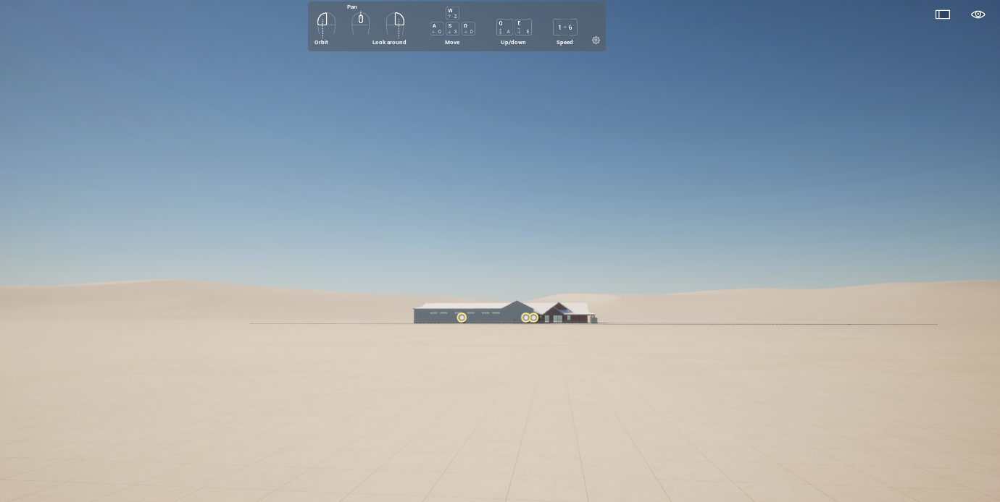 Pan
W
↑ Z
A
← Q
S
↓ S
D
→ D
Q
↥ A
E
↧ E
1 - 6
Orbit
Look around
Move
Up/down
Speed